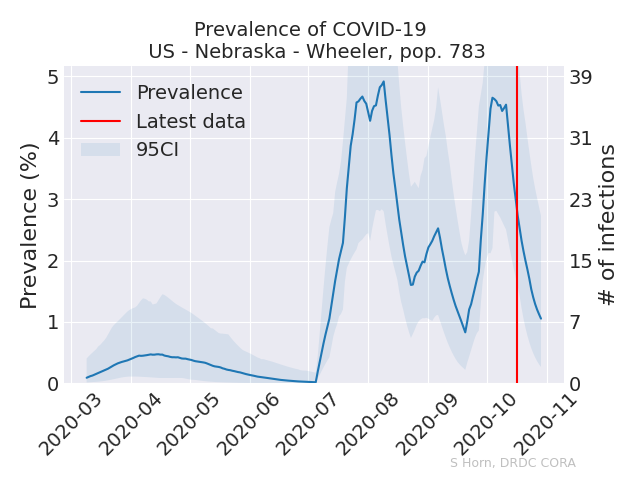 Prevalence of COVID-19
US - Nebraska - Wheeler, pop. 783
Prevalence (%)
5
4
3
2
1
0
Prevalence
Latest data
95CI
39
31
23
15
7
0
# of infections
2020-03
2020-04
2020-05
2020-06
2020-07
2020-08
2020-09
2020-10
2020-11
S Horn, DRDC CORA